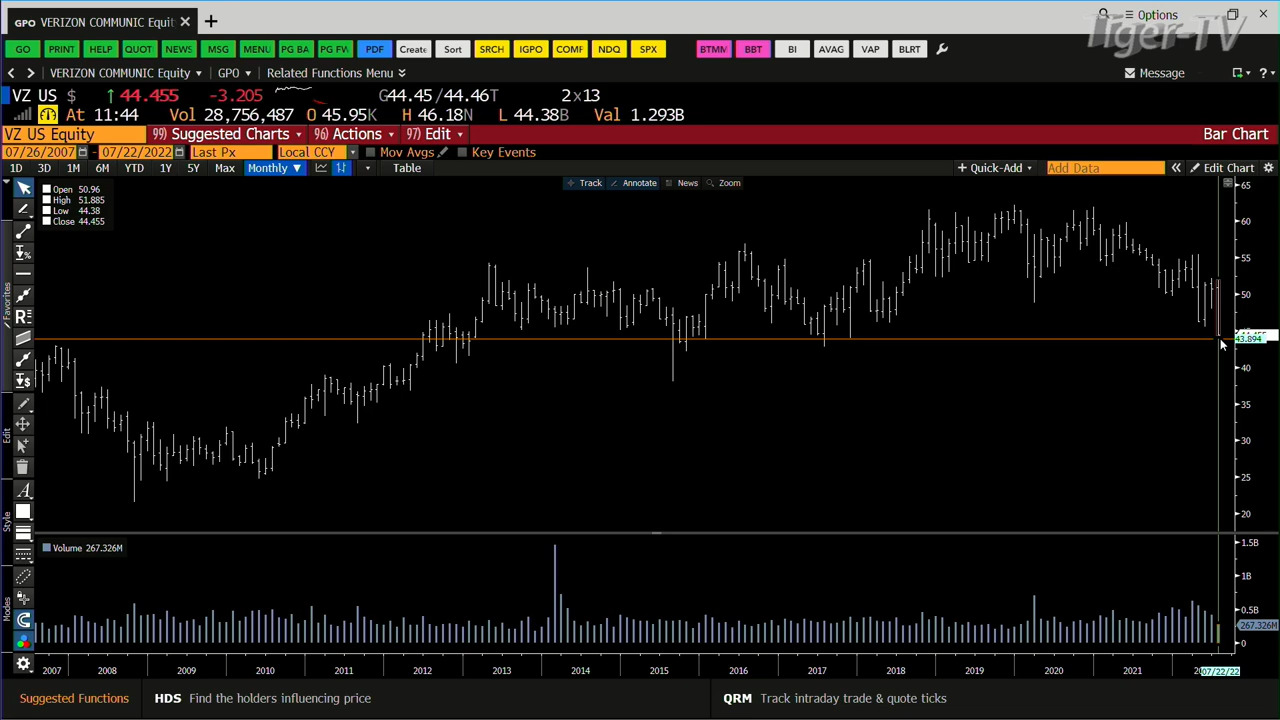 GPO VERIZON COMMUNIC Equit
Options
Tiger-TV
GO PRINT HELP QUOT NEWS MSG MENU PG BA PG FW PDF Create Sort SRCH IGPO COMF NDQ SPX BTMM BBT BI AVAG VAP BLRT
VERIZON COMMUNIC Equity GPO Related Functions Menu Message ?
VZ US $ ↑ 44.455 -3.205 G44.45/44.46T 2x13
At 11:44 Vol 28,756,487 O 45.95K H 46.18N L 44.38B Val 1.293B
VZ US Equity 99) Suggested Charts 96) Actions 97) Edit Bar Chart
07/26/2007 - 07/22/2022 Last Px Local CCY Mov Avgs Key Events
1D 3D 1M 6M YTD 1Y 5Y Max Monthly ▼ Table + Quick-Add Add Data « Edit Chart
Track Annotate News Zoom
Open 50.96
High 51.885
Low 44.38
Close 44.455
65
60
55
50
43.894
40
35
30
25
20
Favorites
Edit
Style
Modes
Volume 267.326M
1.5B
1B
0.5B
267.326M
0
2007 2008 2009 2010 2011 2012 2013 2014 2015 2016 2017 2018 2019 2020 2021 07/22/22
Suggested Functions HDS Find the holders influencing price QRM Track intraday trade & quote ticks